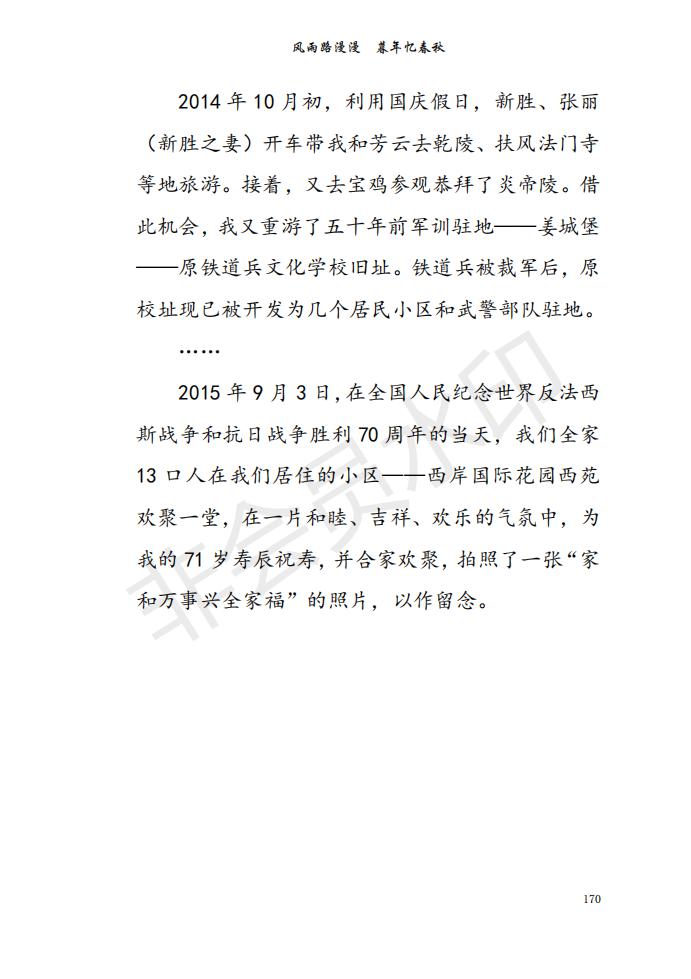 风雨路漫漫　暮年忆春秋
2014 年 10 月初，利用国庆假日，新胜、张丽
（新胜之妻）开车带我和芳云去乾陵、扶风法门寺
等地旅游。接着，又去宝鸡参观恭拜了炎帝陵。借
此机会，我又重游了五十年前军训驻地——姜城堡
——原铁道兵文化学校旧址。铁道兵被裁军后，原
校址现已被开发为几个居民小区和武警部队驻地。
……
2015 年 9 月 3 日，在全国人民纪念世界反法西
斯战争和抗日战争胜利 70 周年的当天，我们全家
13 口人在我们居住的小区——西岸国际花园西苑
欢聚一堂，在一片和睦、吉祥、欢乐的气氛中，为
我的 71 岁寿辰祝寿，并合家欢聚，拍照了一张“家
和万事兴全家福”的照片，以作留念。
非会员水印
170